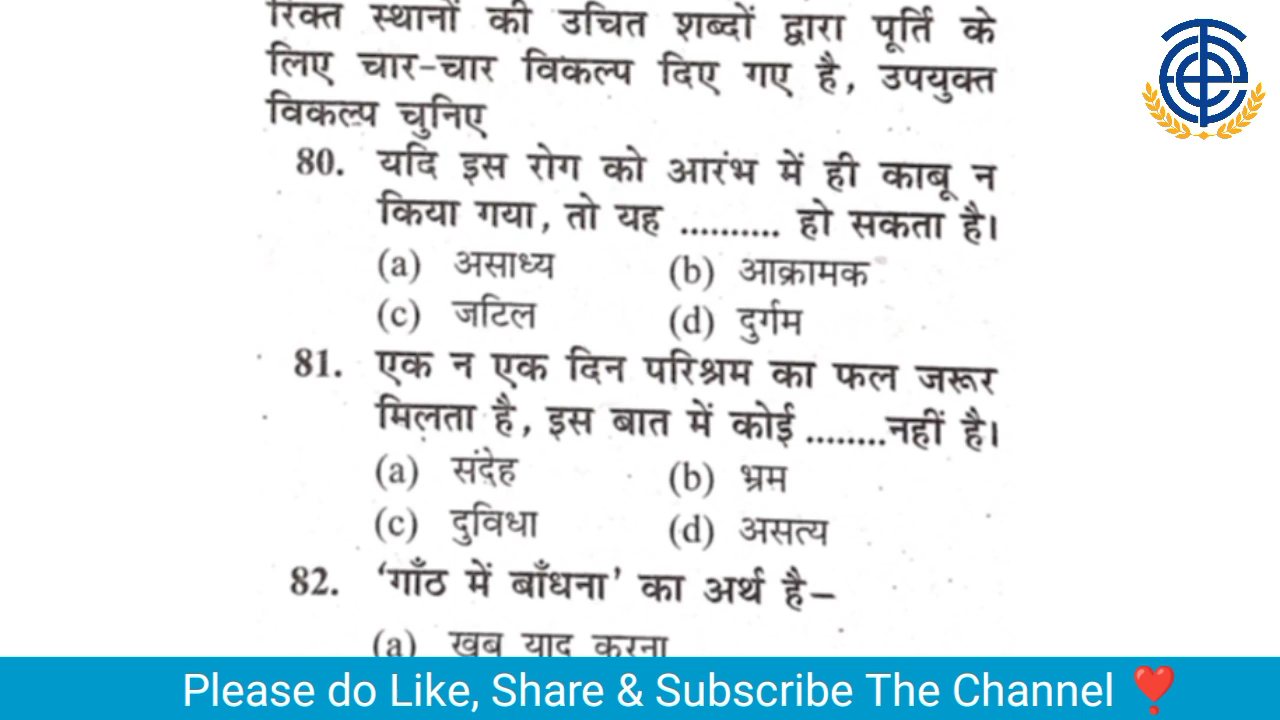 रिक्त स्थानों की उचित शब्दों द्वारा पूर्ति के
लिए चार-चार विकल्प दिए गए है, उपयुक्त
विकल्प चुनिए
80. यदि इस रोग को आरंभ में ही काबू न
किया गया, तो यह .......... हो सकता है।
(a) असाध्य (b) आक्रामक
(c) जटिल (d) दुर्गम
81. एक न एक दिन परिश्रम का फल जरूर
मिलता है, इस बात में कोई ........नहीं है।
(a) संदेह (b) भ्रम
(c) दुविधा (d) असत्य
82. ‘गाँठ में बाँधना’ का अर्थ है–
(a) खूब याद करना
Please do Like, Share & Subscribe The Channel ❣️